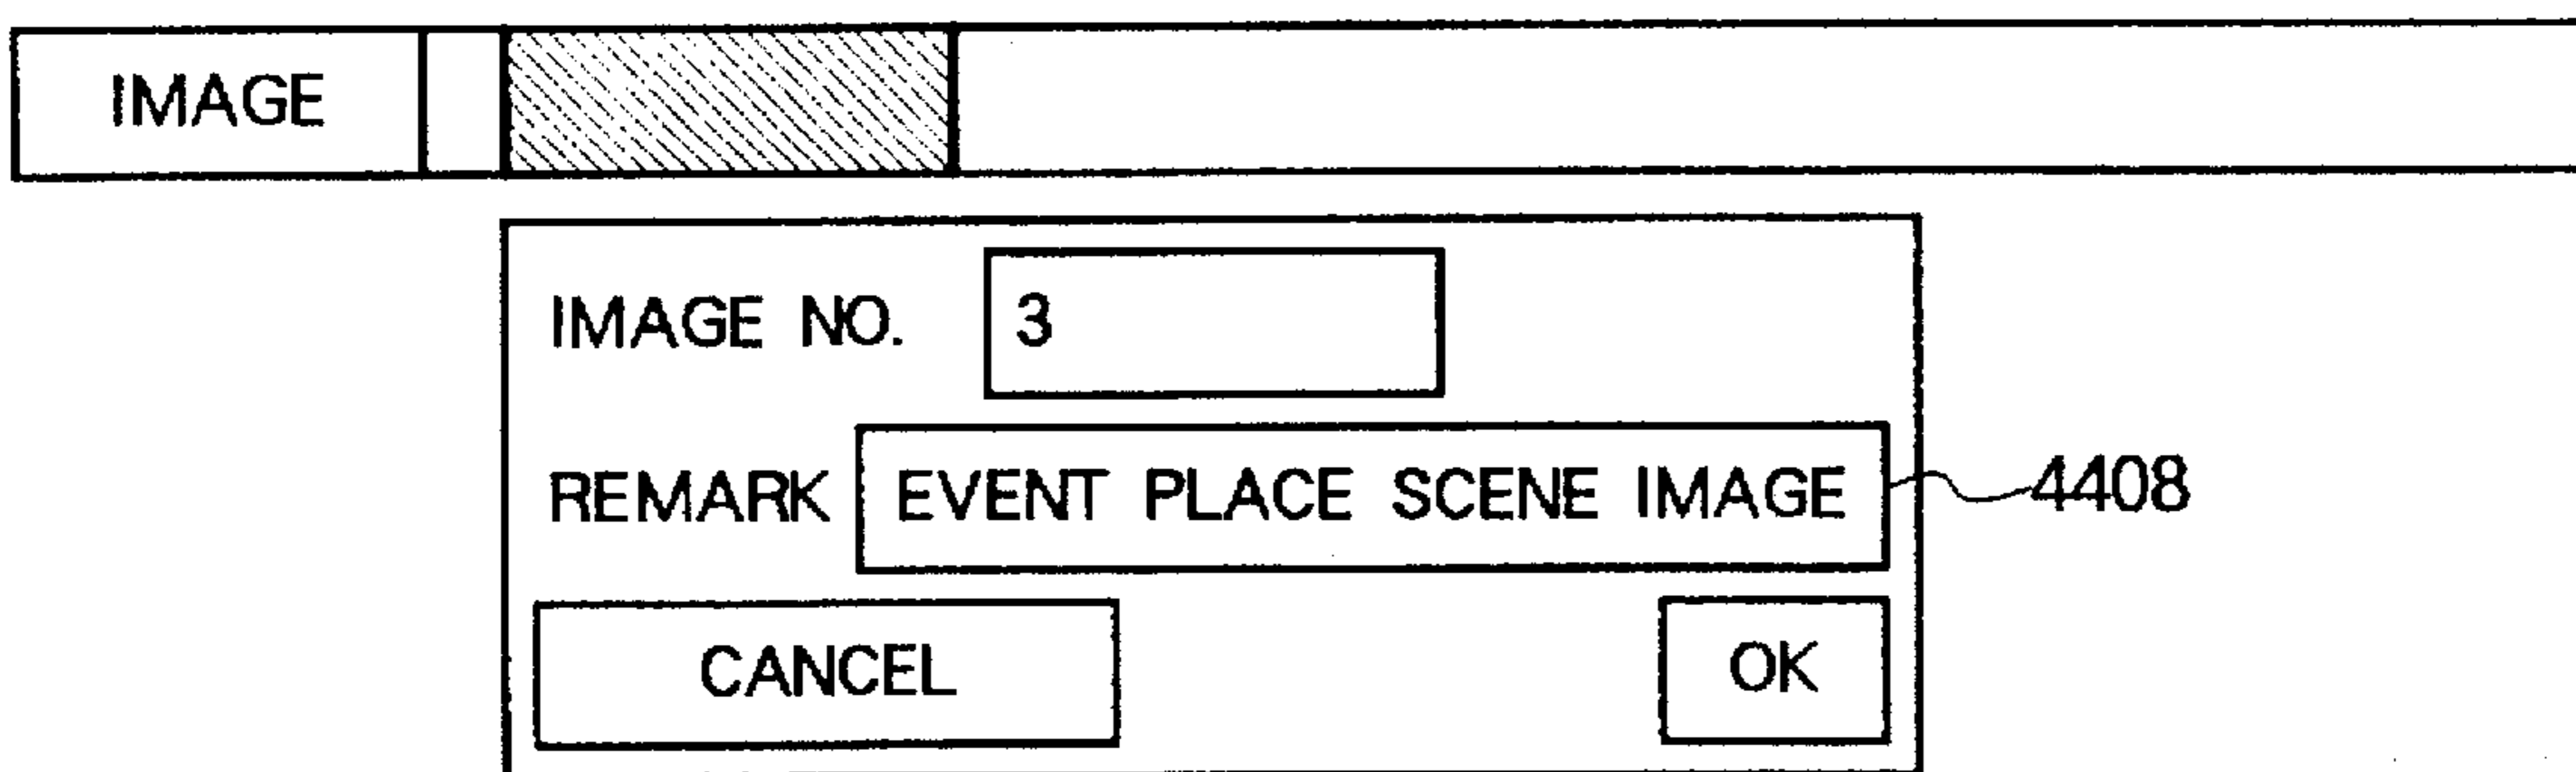 IMAGE
IMAGE NO. 3
REMARK EVENT PLACE SCENE IMAGE 4408
CANCEL OK